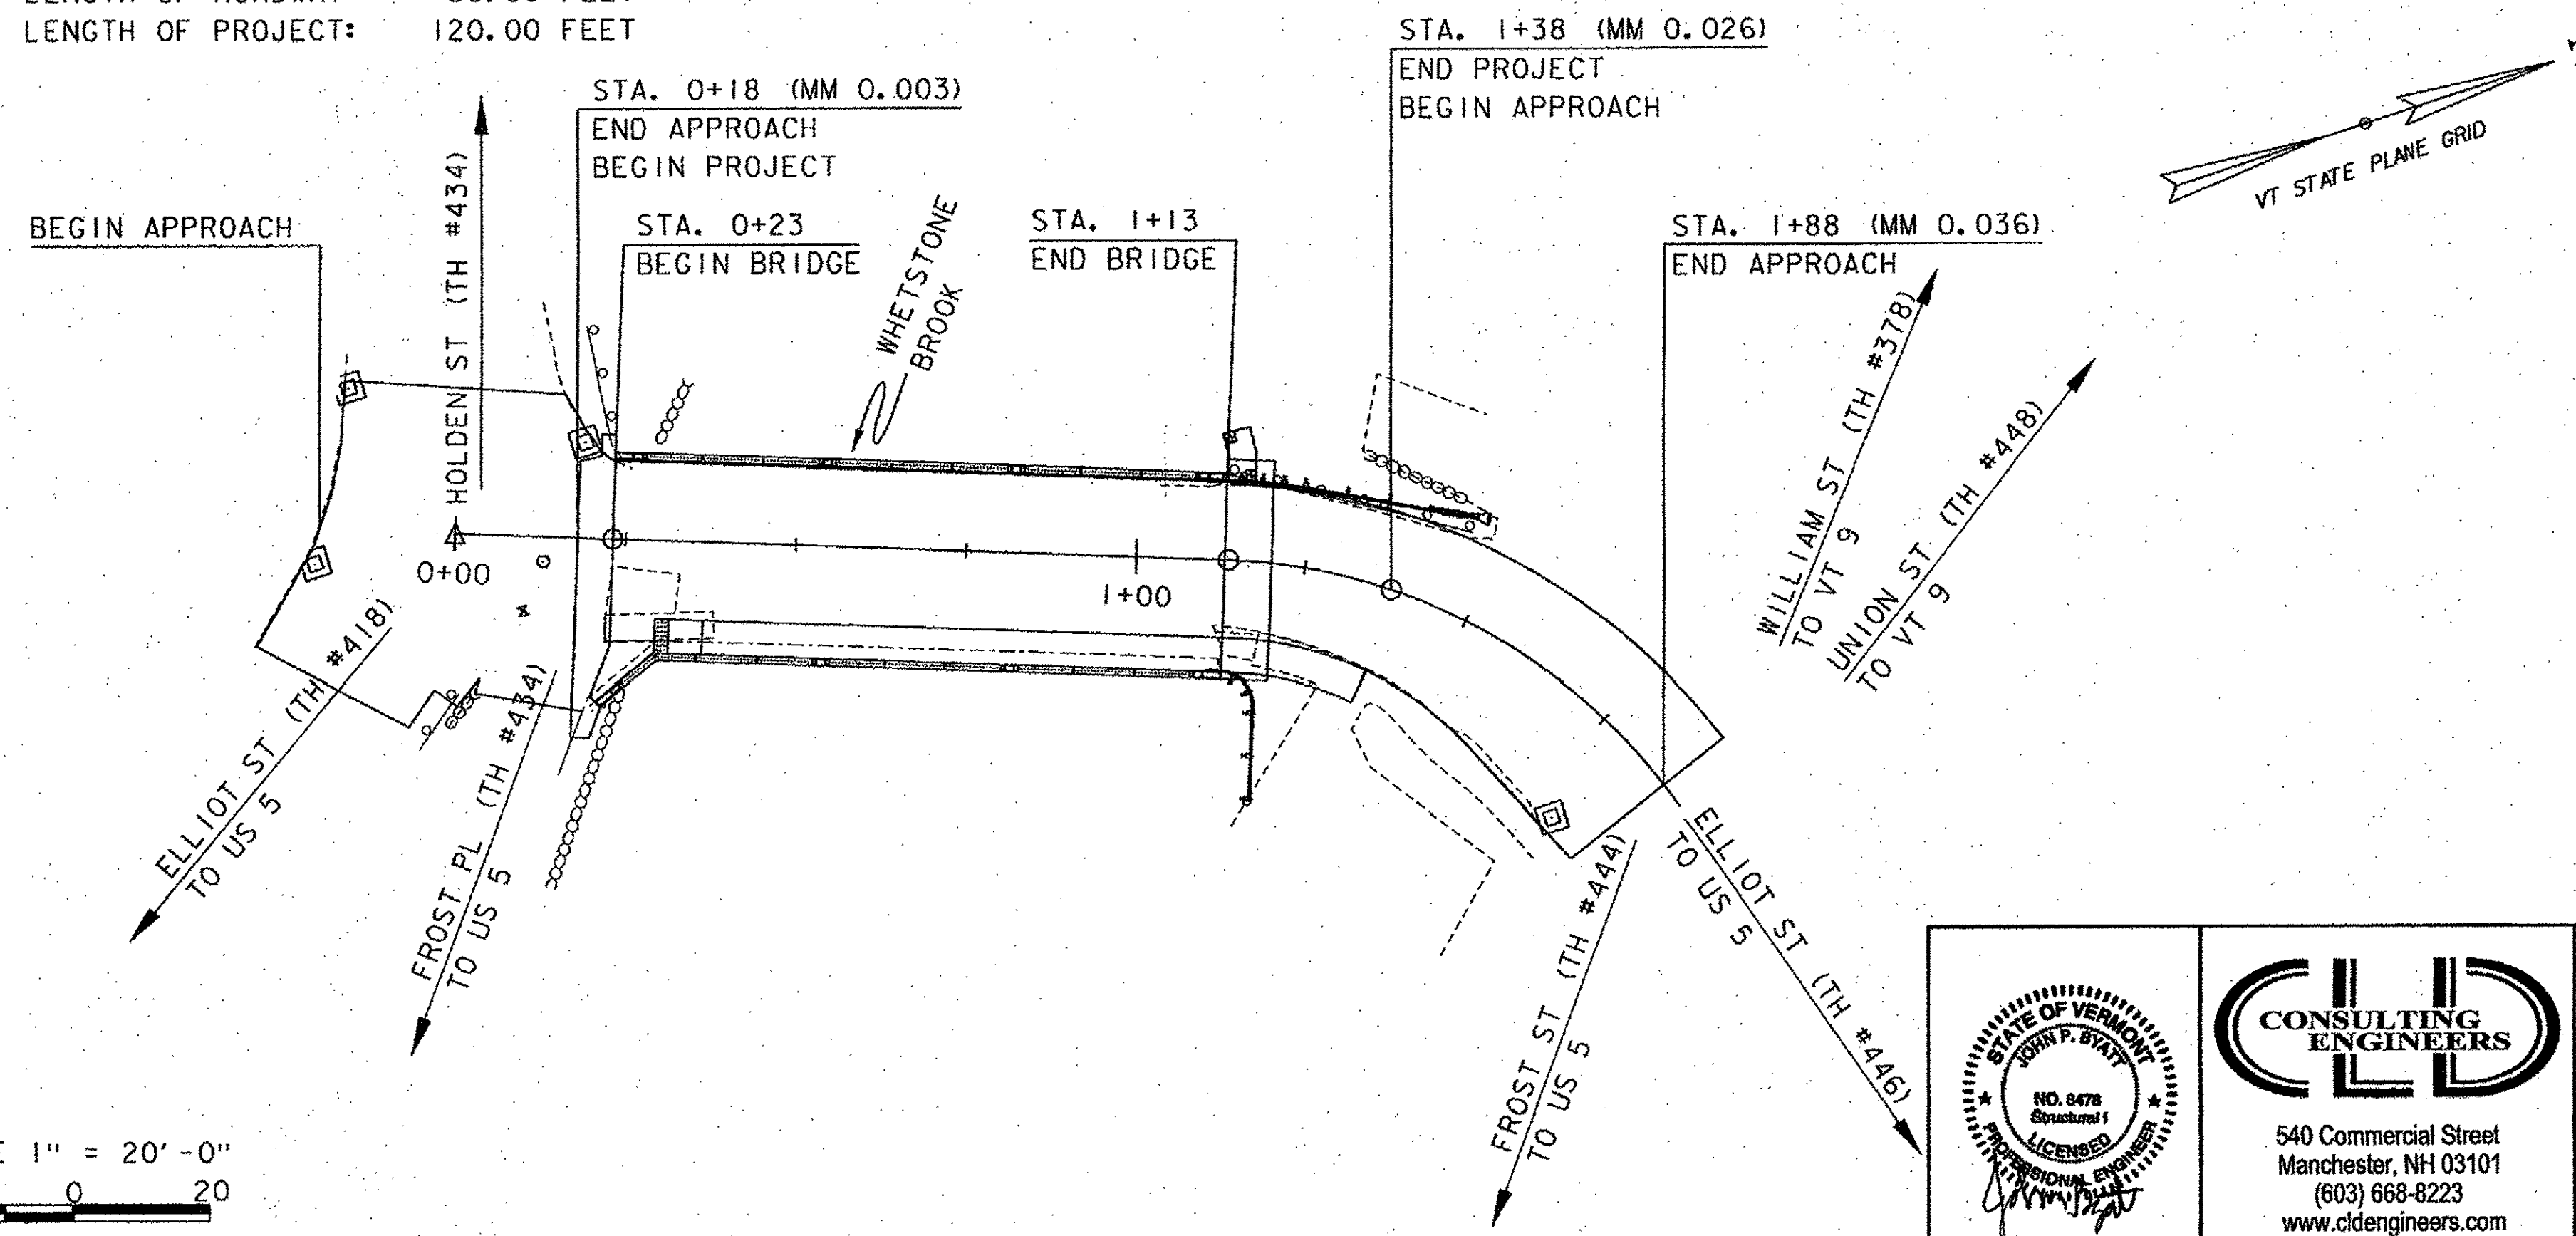 LENGTH OF PROJECT: 120.00 FEET
STA. 1+38 (MM 0.026)
END PROJECT
BEGIN APPROACH
STA. 0+18 (MM 0.003)
END APPROACH
BEGIN PROJECT
VT STATE PLANE GRID
HOLDEN ST (TH #434)
BEGIN APPROACH
STA. 0+23
BEGIN BRIDGE
WHETSTONE
BROOK
STA. 1+13
END BRIDGE
STA. 1+88 (MM 0.036)
END APPROACH
WILLIAM ST (TH #378)
TO VT 9
UNION ST (TH #448)
TO VT 9
0+00
1+00
ELLIOT ST (TH #418)
TO US 5
FROST PL (TH #434)
TO US 5
FROST ST (TH #444)
TO US 5
ELLIOT ST (TH #446)
TO US 5
1" = 20'-0"
0 20
STATE OF VERMONT
JOHN P. BYATT
NO. 8478
Structural I
LICENSED
PROFESSIONAL ENGINEER
CLD
CONSULTING
ENGINEERS
540 Commercial Street
Manchester, NH 03101
(603) 668-8223
www.cldengineers.com